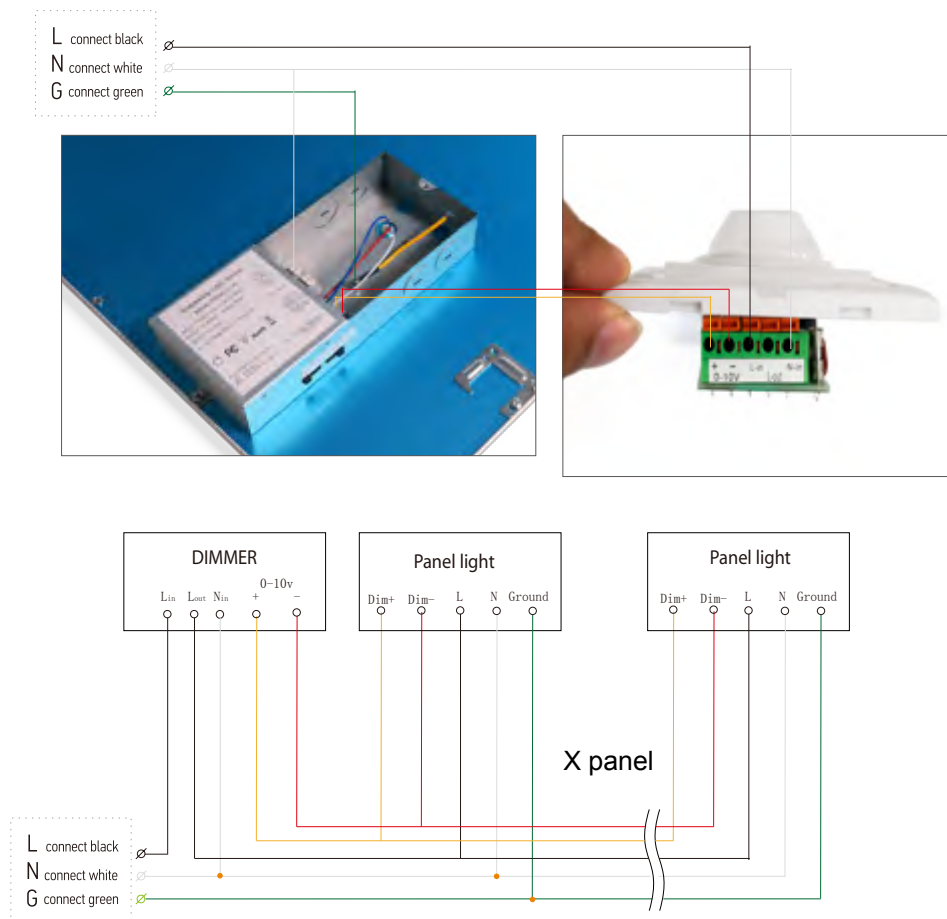 L connect black
N connect white
G connect green
FC
+ - L-in N-in
0-10V
DIMMER
0-10v
Lin Lout Nin + -
Panel light
Dim+ Dim- L N Ground
Panel light
Dim+ Dim- L N Ground
X panel
L connect black
N connect white
G connect green